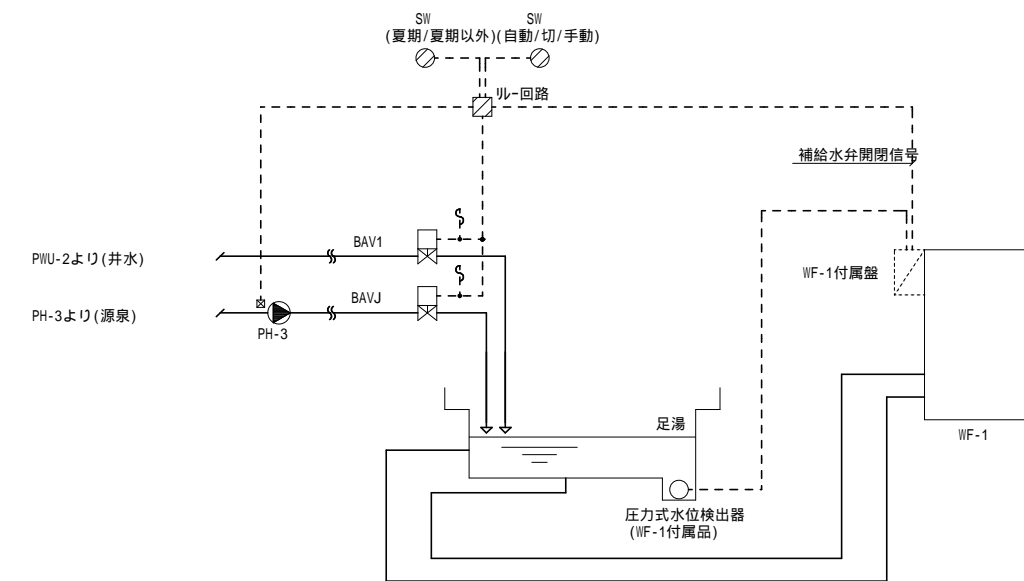 SW
(夏期/夏期以外)
SW
(自動/切/手動)
リレー回路
補給水弁開閉信号
BAV1
PWU-2より(井水)
WF-1付属盤
BAVJ
PH-3より(源泉)
PH-3
足湯
WF-1
圧力式水位検出器
(WF-1付属品)